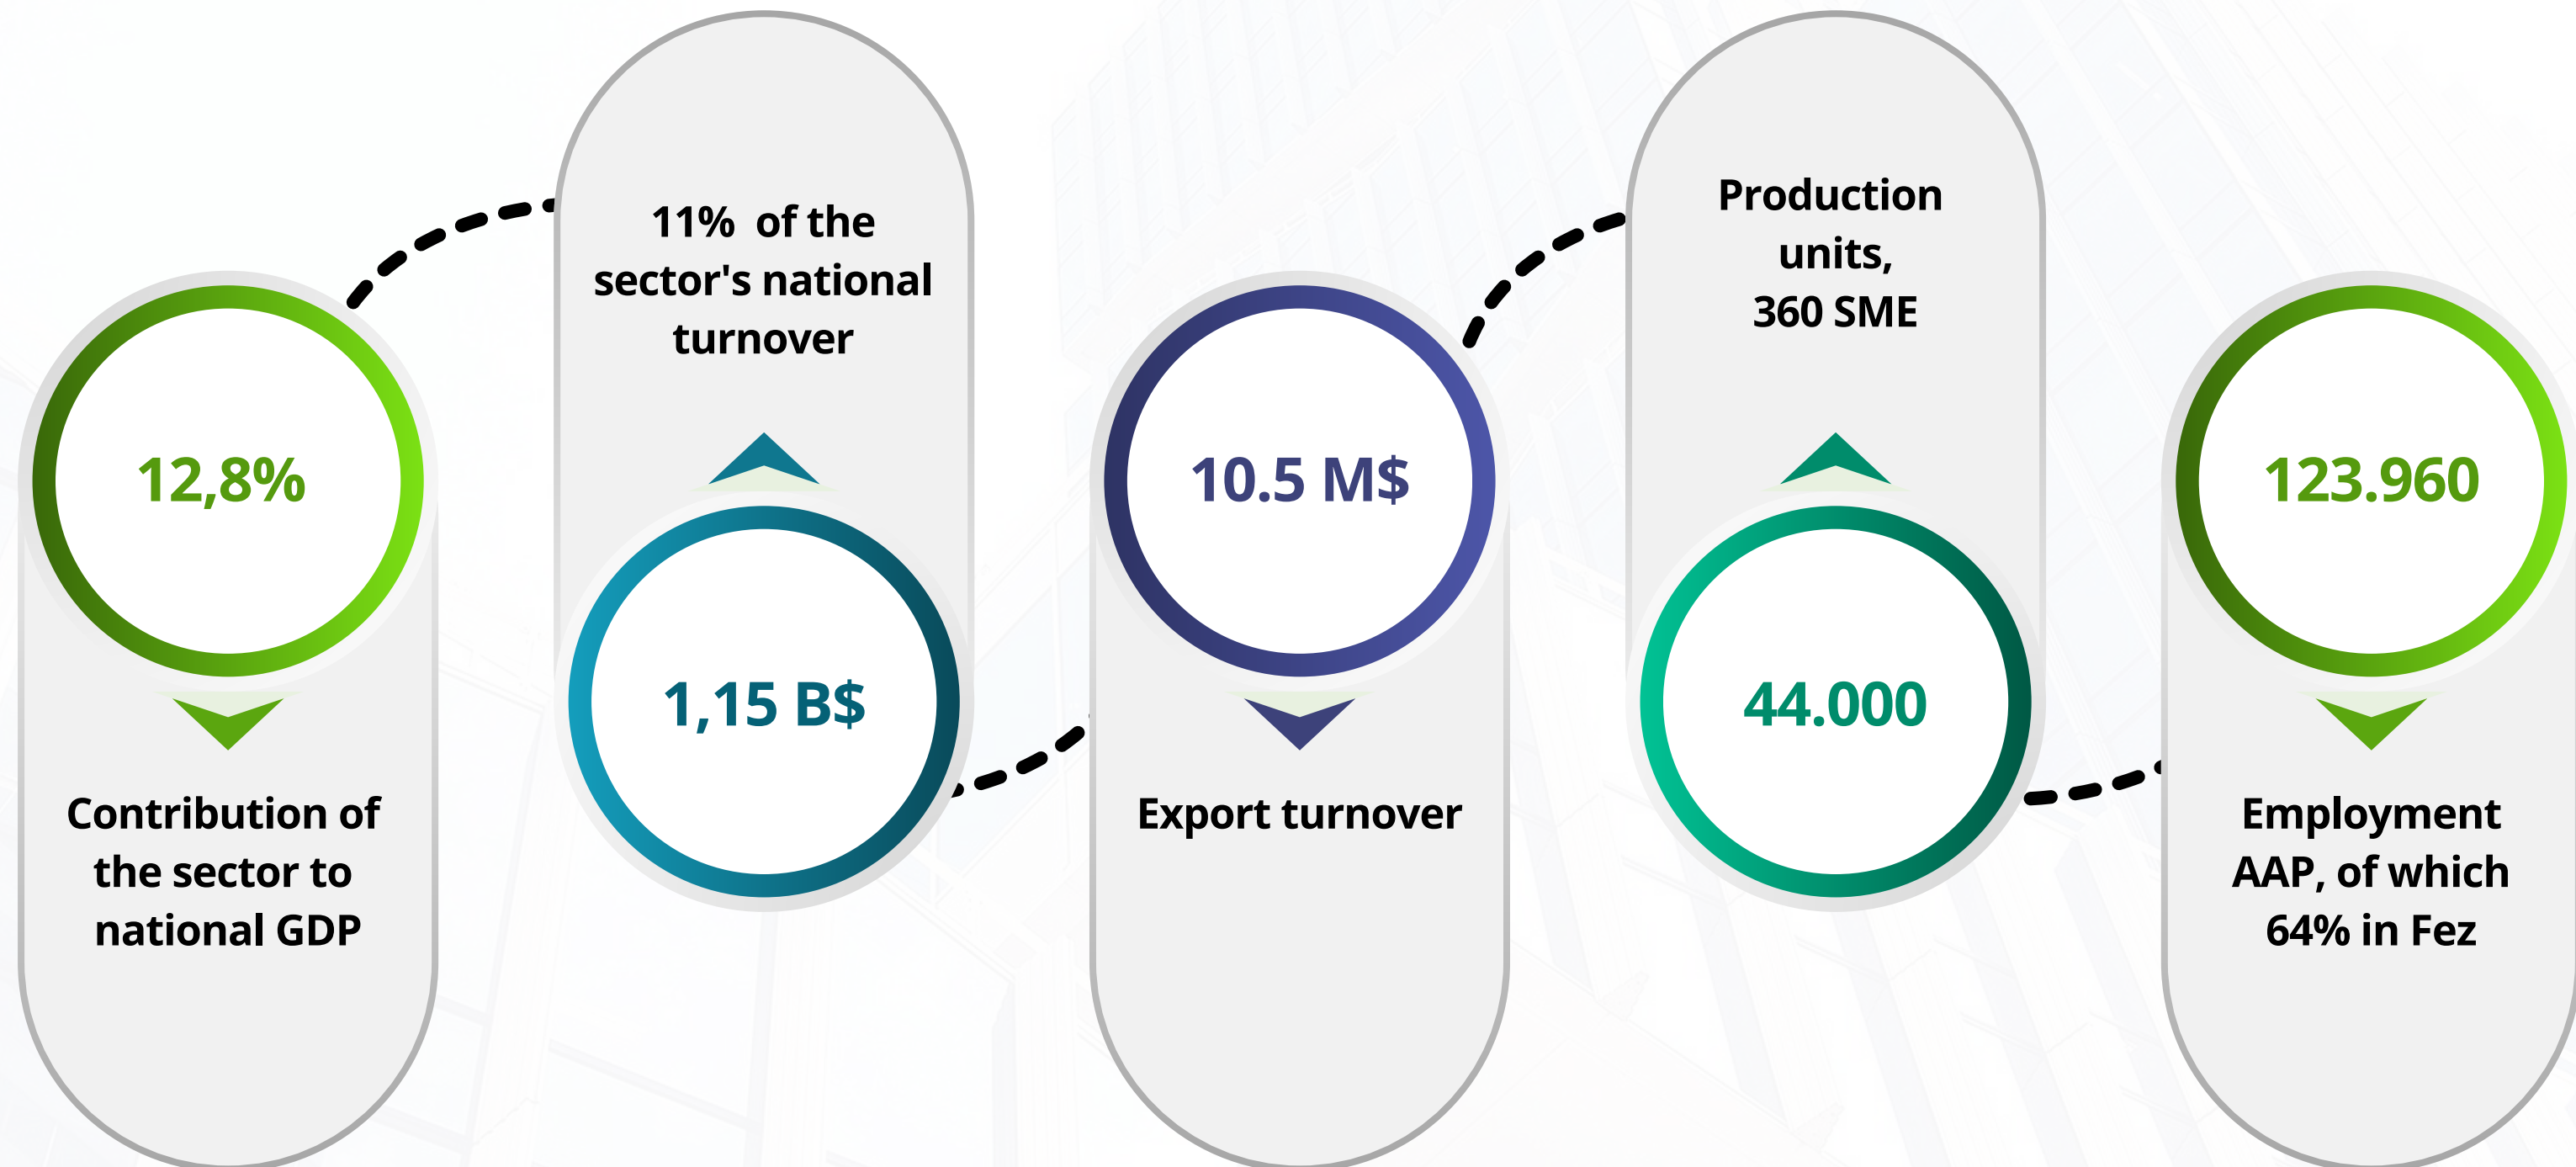 12,8%
Contribution of
the sector to
national GDP
11% of the
sector's national
turnover
1,15 B$
10.5 M$
Export turnover
Production
units,
360 SME
44.000
123.960
Employment
AAP, of which
64% in Fez